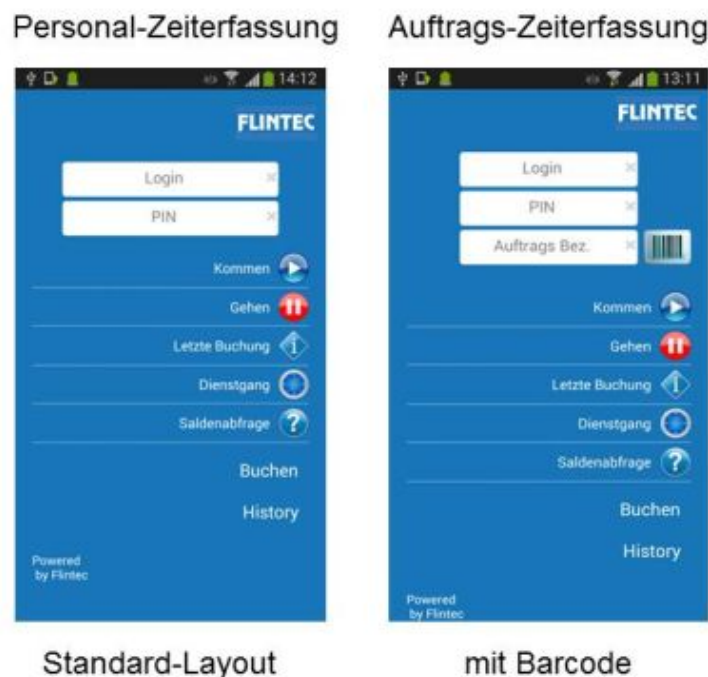 Personal-Zeiterfassung
Auftrags-Zeiterfassung
14:12
FLINTEC
Login
PIN
Kommen
Gehen
Letzte Buchung
Dienstgang
Saldenabfrage
Buchen
History
Powered
by Flintec
13:11
FLINTEC
Login
PIN
Auftrags Bez.
Kommen
Gehen
Letzte Buchung
Dienstgang
Saldenabfrage
Buchen
History
Powered
by Flintec
Standard-Layout
mit Barcode